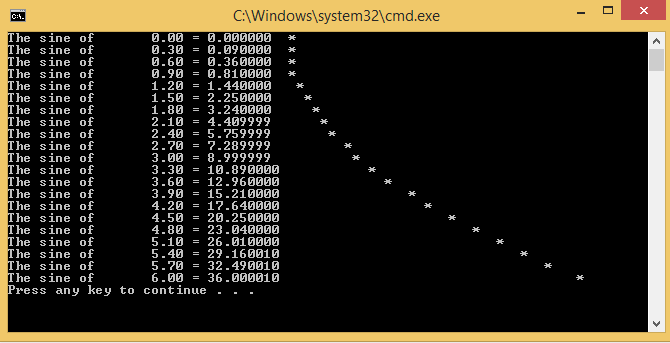 C:\Windows\system32\cmd.exe
The sine of       0.00 = 0.000000  *
The sine of       0.30 = 0.090000  *
The sine of       0.60 = 0.360000  *
The sine of       0.90 = 0.810000  *
The sine of       1.20 = 1.440000   *
The sine of       1.50 = 2.250000    *
The sine of       1.80 = 3.240000     *
The sine of       2.10 = 4.409999      *
The sine of       2.40 = 5.759999       *
The sine of       2.70 = 7.289999         *
The sine of       3.00 = 8.999999          *
The sine of       3.30 = 10.890000           *
The sine of       3.60 = 12.960000             *
The sine of       3.90 = 15.210000                *
The sine of       4.20 = 17.640000                  *
The sine of       4.50 = 20.250000                     *
The sine of       4.80 = 23.040000                        *
The sine of       5.10 = 26.010000                           *
The sine of       5.40 = 29.160010                              *
The sine of       5.70 = 32.490010                                 *
The sine of       6.00 = 36.000010                                     *
Press any key to continue . . .